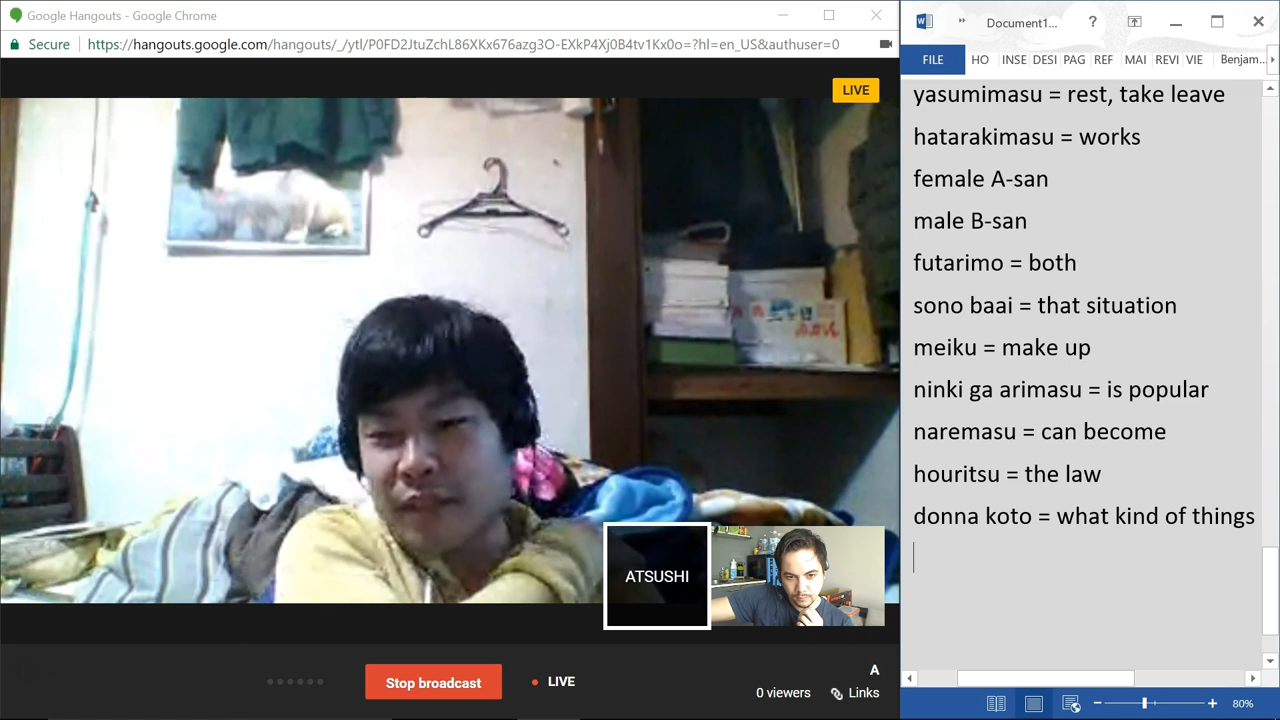 Google Hangouts - Google Chrome
Secure
https://hangouts.google.com/hangouts/_/ytl/P0FD2JtuZchL86XKx676azg3O-EXkP4Xj0B4tv1Kx0o=?hl=en_US&authuser=0
LIVE
ATSUSHI
Stop broadcast
LIVE
A
0 viewers
Links
Document1...
?
FILE
HO
INSE
DESI
PAG
REF
MAI
REVI
VIE
Benjam...
yasumimasu = rest, take leave
hatarakimasu = works
female A-san
male B-san
futarimo = both
sono baai = that situation
meiku = make up
ninki ga arimasu = is popular
naremasu = can become
houritsu = the law
donna koto = what kind of things
80%